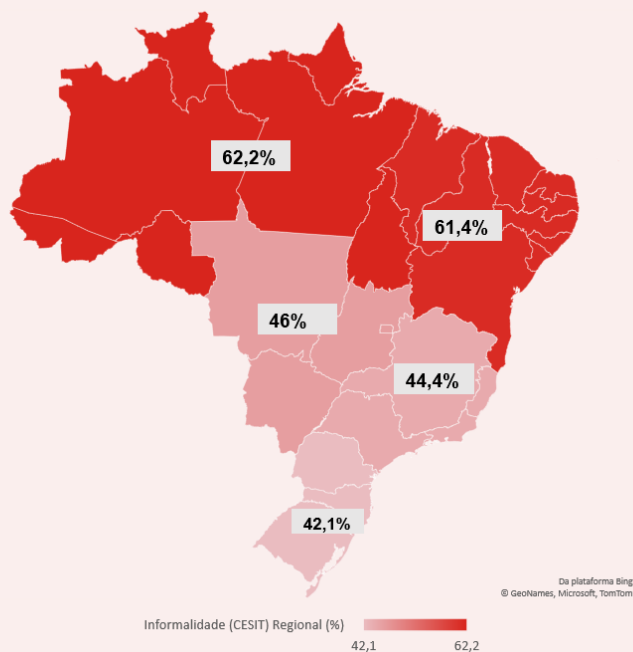 62,2%
61,4%
46%
44,4%
42,1%
Da plataforma Bing
© GeoNames, Microsoft, TomTom
Informalidade (CESIT) Regional (%)
42,1 62,2